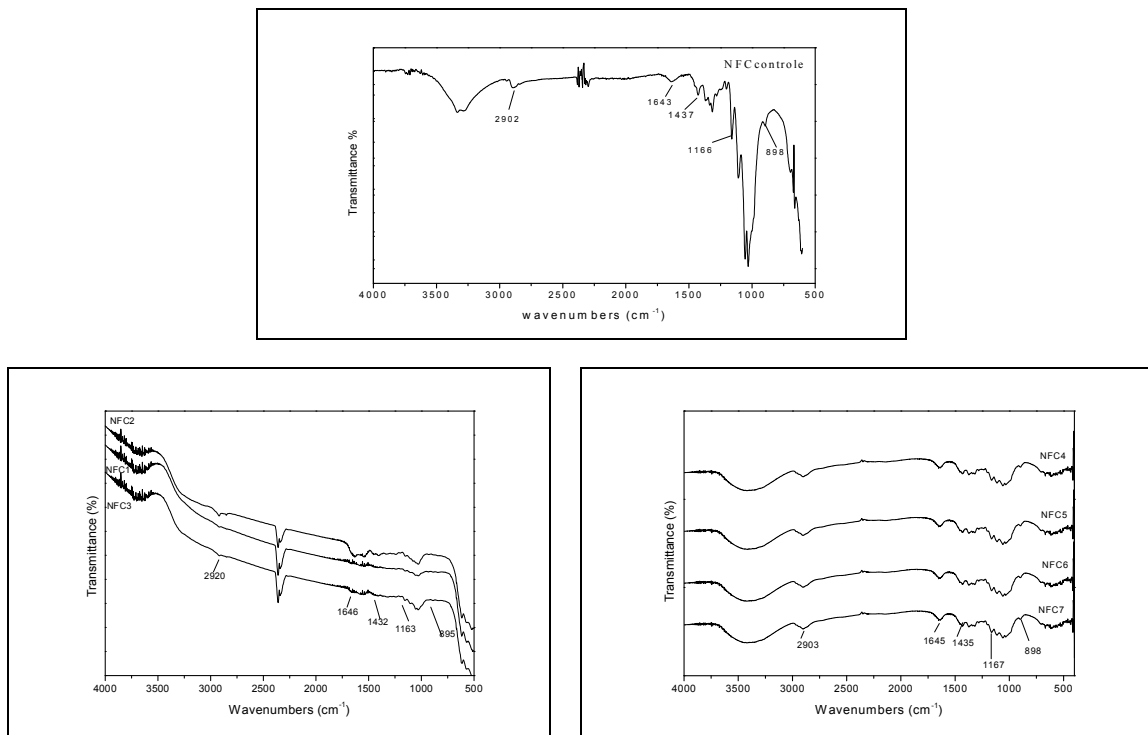 NFC controle
2902
1643
1437
1166
898
Transmittance %
4000 3500 3000 2500 2000 1500 1000 500
wavenumbers (cm-1)
NFC2
NFC1
NFC3
2920
1646
1432
1163
895
Transmittance (%)
4000 3500 3000 2500 2000 1500 1000 500
Wavenumbers (cm-1)
NFC4
NFC5
NFC6
NFC7
2903
1645
1435
1167
898
Transmittance (%)
4000 3500 3000 2500 2000 1500 1000 500
Wavenumbers (cm-1)